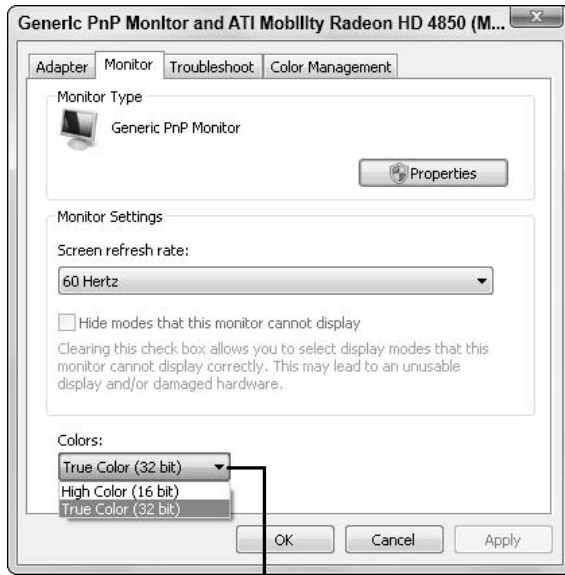 Generic PnP Monitor and ATI Mobility Radeon HD 4850 (M...
Adapter Monitor Troubleshoot Color Management
Monitor Type
Generic PnP Monitor
Properties
Monitor Settings
Screen refresh rate:
60 Hertz
Hide modes that this monitor cannot display
Clearing this check box allows you to select display modes that this
monitor cannot display correctly. This may lead to an unusable
display and/or damaged hardware.
Colors:
True Color (32 bit)
High Color (16 bit)
True Color (32 bit)
OK Cancel Apply